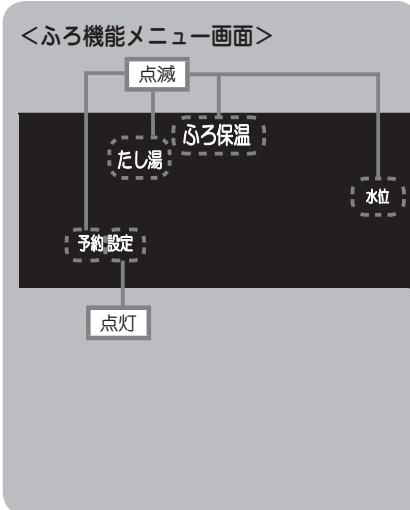 ＜ふろ機能メニュー画面＞
点滅
ふろ保温
たし湯
水位
予約 設定
点灯